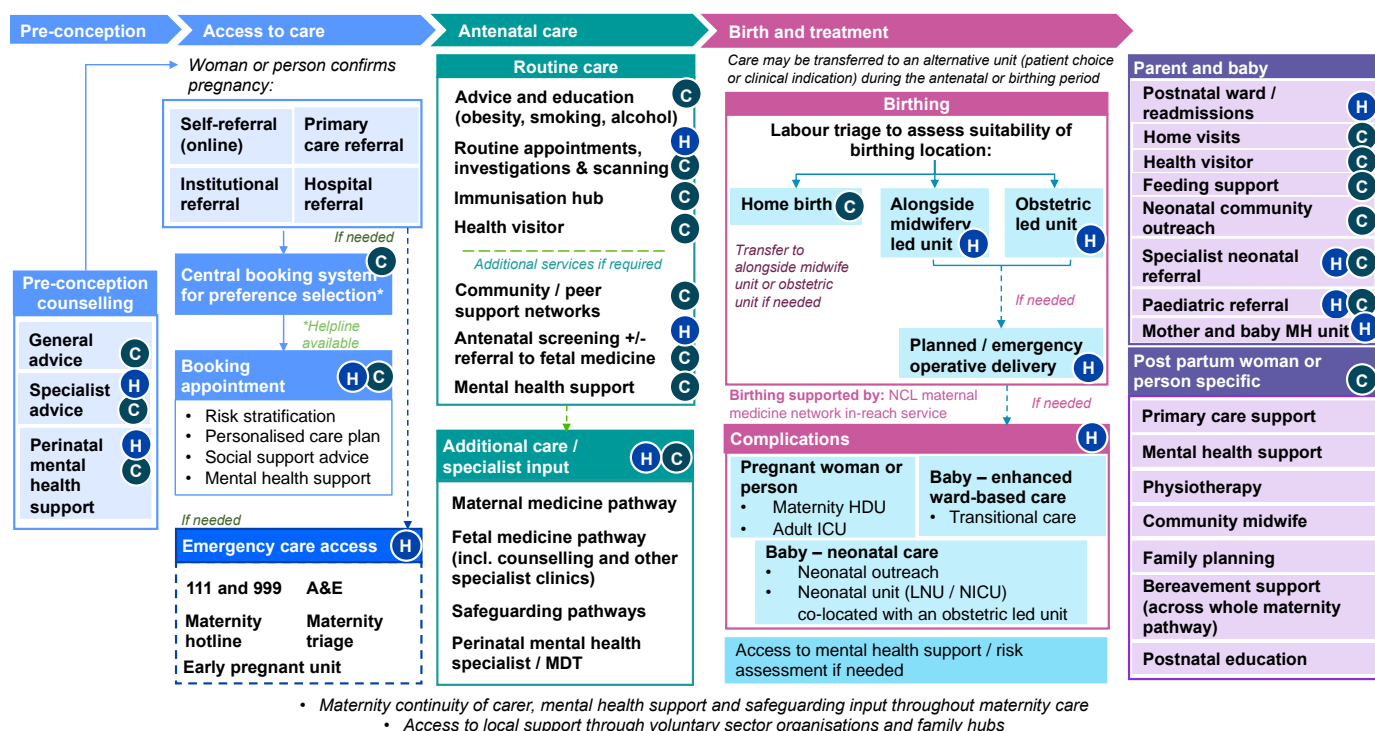 Pre-conception
Access to care
Antenatal care
Birth and treatment
Woman or person confirms
pregnancy:
Self-referral
(online)
Primary
care referral
Institutional
referral
Hospital
referral
If needed
Central booking system
for preference selection*
C
*Helpline
available
Booking
appointment
H C
• Risk stratification
• Personalised care plan
• Social support advice
• Mental health support
If needed
Emergency care access H
111 and 999
A&E
Maternity
hotline
Maternity
triage
Early pregnant unit
Pre-conception
counselling
General
advice
C
Specialist
advice
H
C
Perinatal
mental
health
support
H
C
Routine care
Advice and education
(obesity, smoking, alcohol)
C
Routine appointments,
investigations & scanning
H
C
Immunisation hub C
Health visitor C
Additional services if required
Community / peer
support networks
C
Antenatal screening +/-
referral to fetal medicine
H
C
Mental health support C
Additional care /
specialist input
H C
Maternal medicine pathway
Fetal medicine pathway
(incl. counselling and other
specialist clinics)
Safeguarding pathways
Perinatal mental health
specialist / MDT
Care may be transferred to an alternative unit (patient choice
or clinical indication) during the antenatal or birthing period
Birthing
Labour triage to assess suitability of
birthing location:
Home birth C
Alongside
midwifery
led unit
H
Obstetric
led unit
H
Transfer to
alongside midwife
unit or obstetric
unit if needed
If needed
Planned / emergency
operative delivery
H
Birthing supported by: NCL maternal
medicine network in-reach service
If needed
Complications H
Pregnant woman or
person
• Maternity HDU
• Adult ICU
Baby – enhanced
ward-based care
• Transitional care
Baby – neonatal care
• Neonatal outreach
• Neonatal unit (LNU / NICU)
co-located with an obstetric led unit
Access to mental health support / risk
assessment if needed
Parent and baby
Postnatal ward /
readmissions
H
Home visits C
Health visitor C
Feeding support C
Neonatal community
outreach
C
Specialist neonatal
referral
H C
Paediatric referral H C
Mother and baby MH unit H
Post partum woman or
person specific
C
Primary care support
Mental health support
Physiotherapy
Community midwife
Family planning
Bereavement support
(across whole maternity
pathway)
Postnatal education
• Maternity continuity of carer, mental health support and safeguarding input throughout maternity care
• Access to local support through voluntary sector organisations and family hubs